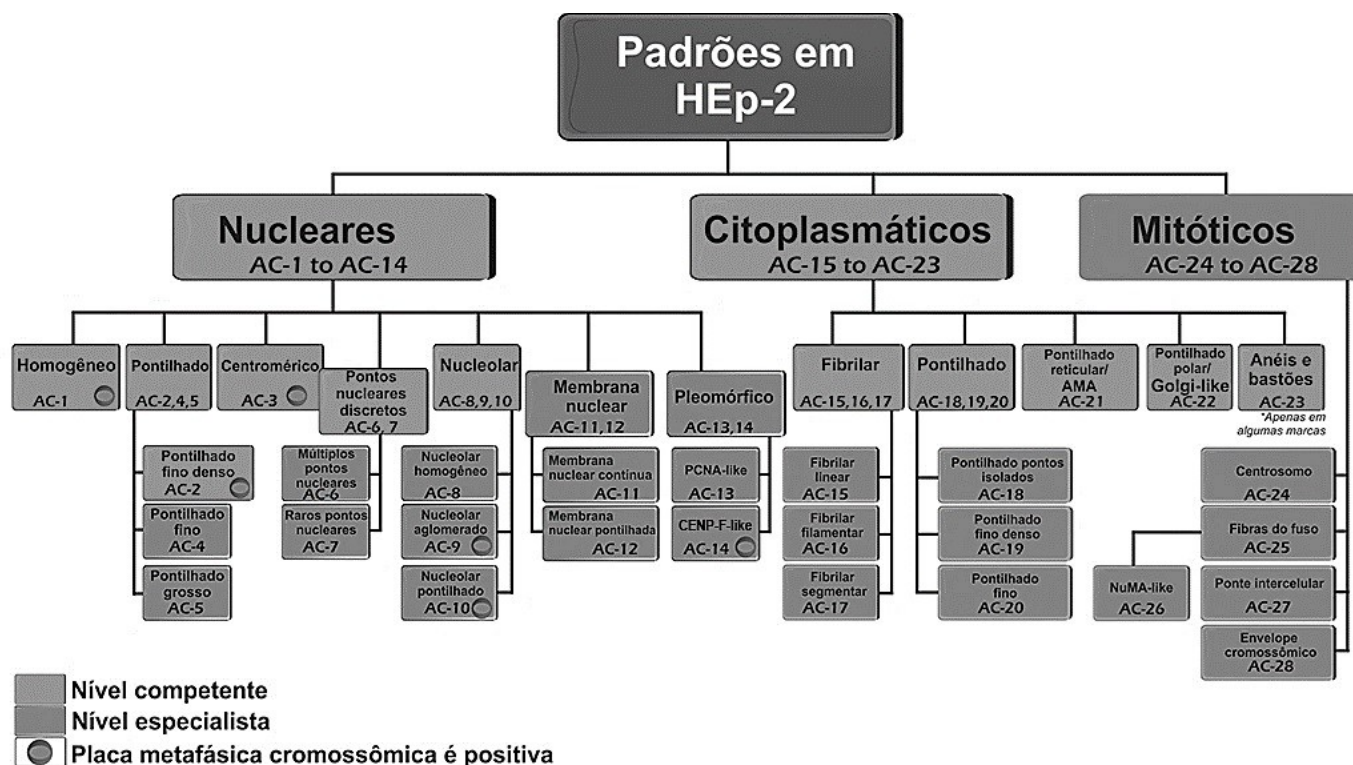 Padrões em
HEp-2
Nucleares
AC-1 to AC-14
Citoplasmáticos
AC-15 to AC-23
Mitóticos
AC-24 to AC-28
Homogêneo
AC-1
Pontilhado
AC-2,4,5
Centromérico
AC-3
Pontos
nucleares
discretos
AC-6, 7
Nucleolar
AC-8,9,10
Membrana
nuclear
AC-11,12
Pleomórfico
AC-13,14
Fibrilar
AC-15,16,17
Pontilhado
AC-18,19,20
Pontilhado
reticular/
AMA
AC-21
Pontilhado
polar/
Golgi-like
AC-22
Anéis e
bastões
AC-23
*Apenas em
algumas marcas
Pontilhado
fino denso
AC-2
Pontilhado
fino
AC-4
Pontilhado
grosso
AC-5
Múltiplos
pontos
nucleares
AC-6
Raros pontos
nucleares
AC-7
Nucleolar
homogêneo
AC-8
Nucleolar
aglomerado
AC-9
Nucleolar
pontilhado
AC-10
Membrana
nuclear continua
AC-11
Membrana
nuclear pontilhada
AC-12
PCNA-like
AC-13
CENP-F-like
AC-14
Fibrilar
linear
AC-15
Fibrilar
filamentar
AC-16
Fibrilar
segmentar
AC-17
Pontilhado pontos
isolados
AC-18
Pontilhado
fino denso
AC-19
Pontilhado
fino
AC-20
Centrosomo
AC-24
Fibras do fuso
AC-25
NuMA-like
AC-26
Ponte intercelular
AC-27
Envelope
cromossômico
AC-28
Nível competente
Nível especialista
Placa metafásica cromossômica é positiva